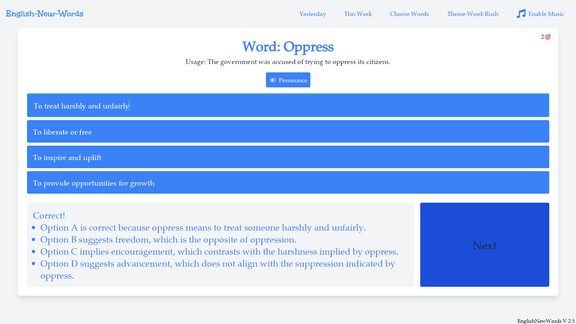 English-New-Words
Yesterday
This Week
Choose Words
Theme-Word-Rush
Enable Music
2
Word: Oppress
Usage: The government was accused of trying to oppress its citizens.
Pronounce
To treat harshly and unfairly
To liberate or free
To inspire and uplift
To provide opportunities for growth
Correct!
Option A is correct because oppress means to treat someone harshly and unfairly.
Option B suggests freedom, which is the opposite of oppression.
Option C implies encouragement, which contrasts with the harshness implied by oppress.
Option D suggests advancement, which does not align with the suppression indicated by
oppress.
Next
EnglishNewWords V 2.5